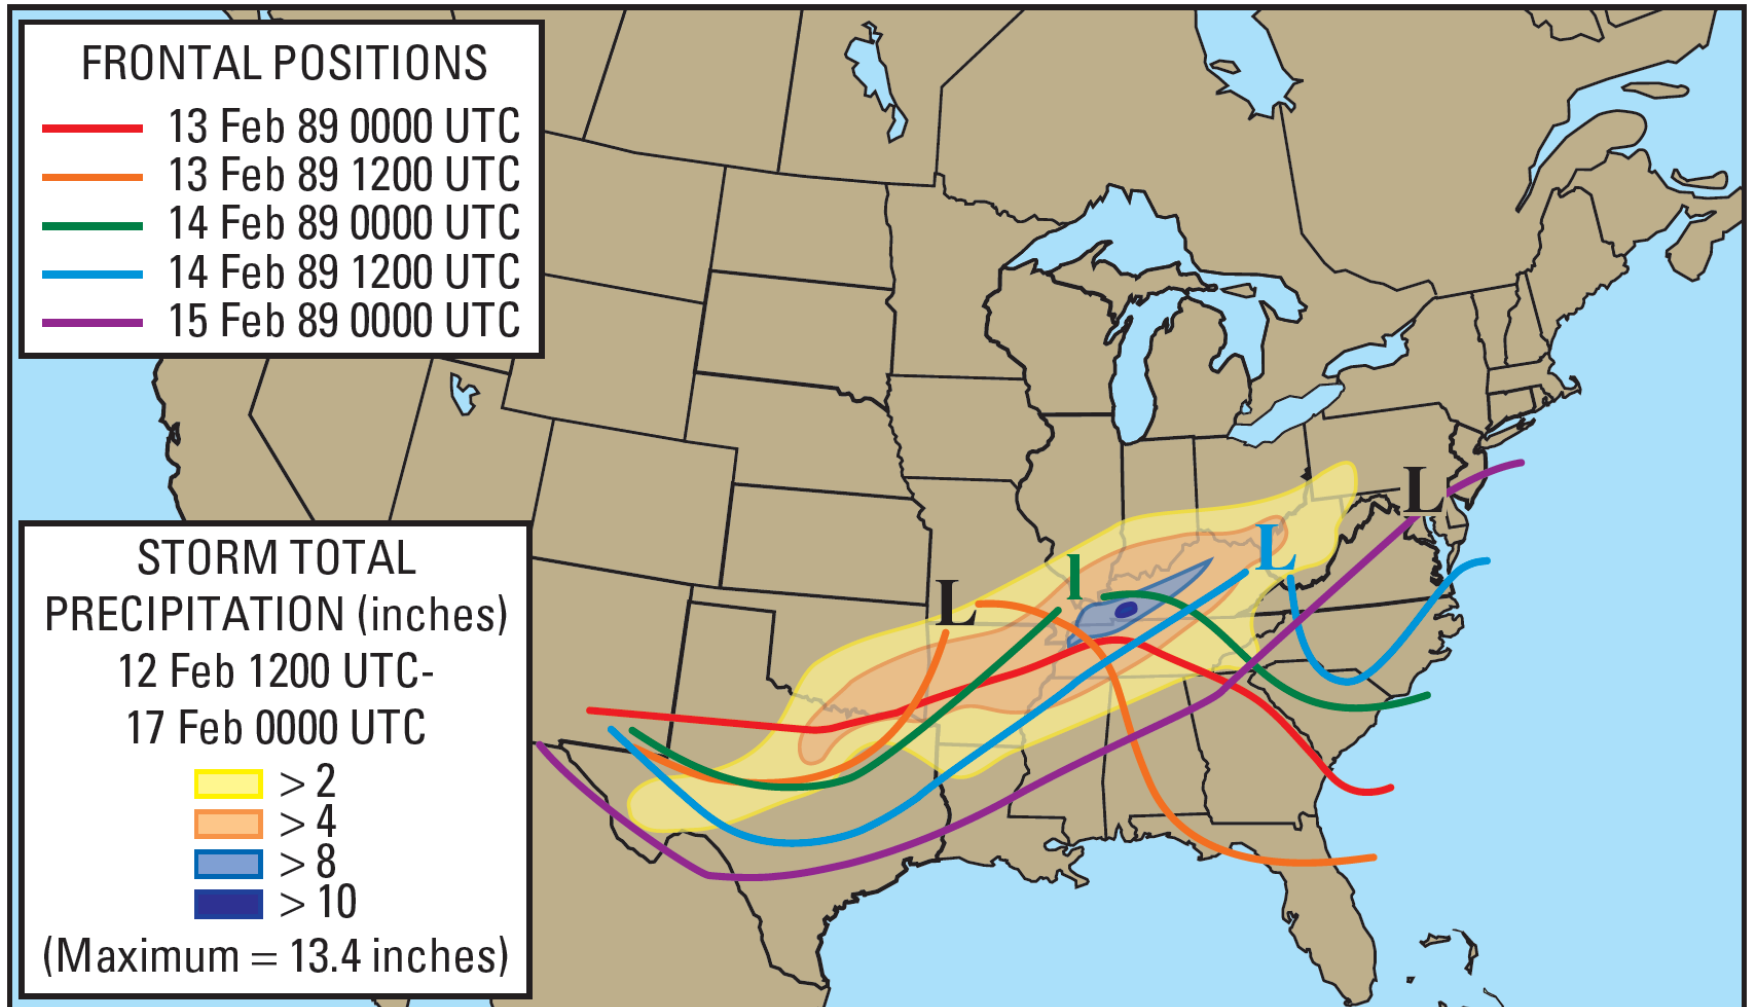 FRONTAL POSITIONS
13 Feb 89 0000 UTC
13 Feb 89 1200 UTC
14 Feb 89 0000 UTC
14 Feb 89 1200 UTC
15 Feb 89 0000 UTC
L
L
l
L
STORM TOTAL
PRECIPITATION (inches)
12 Feb 1200 UTC-
17 Feb 0000 UTC
> 2
> 4
> 8
> 10
(Maximum = 13.4 inches)